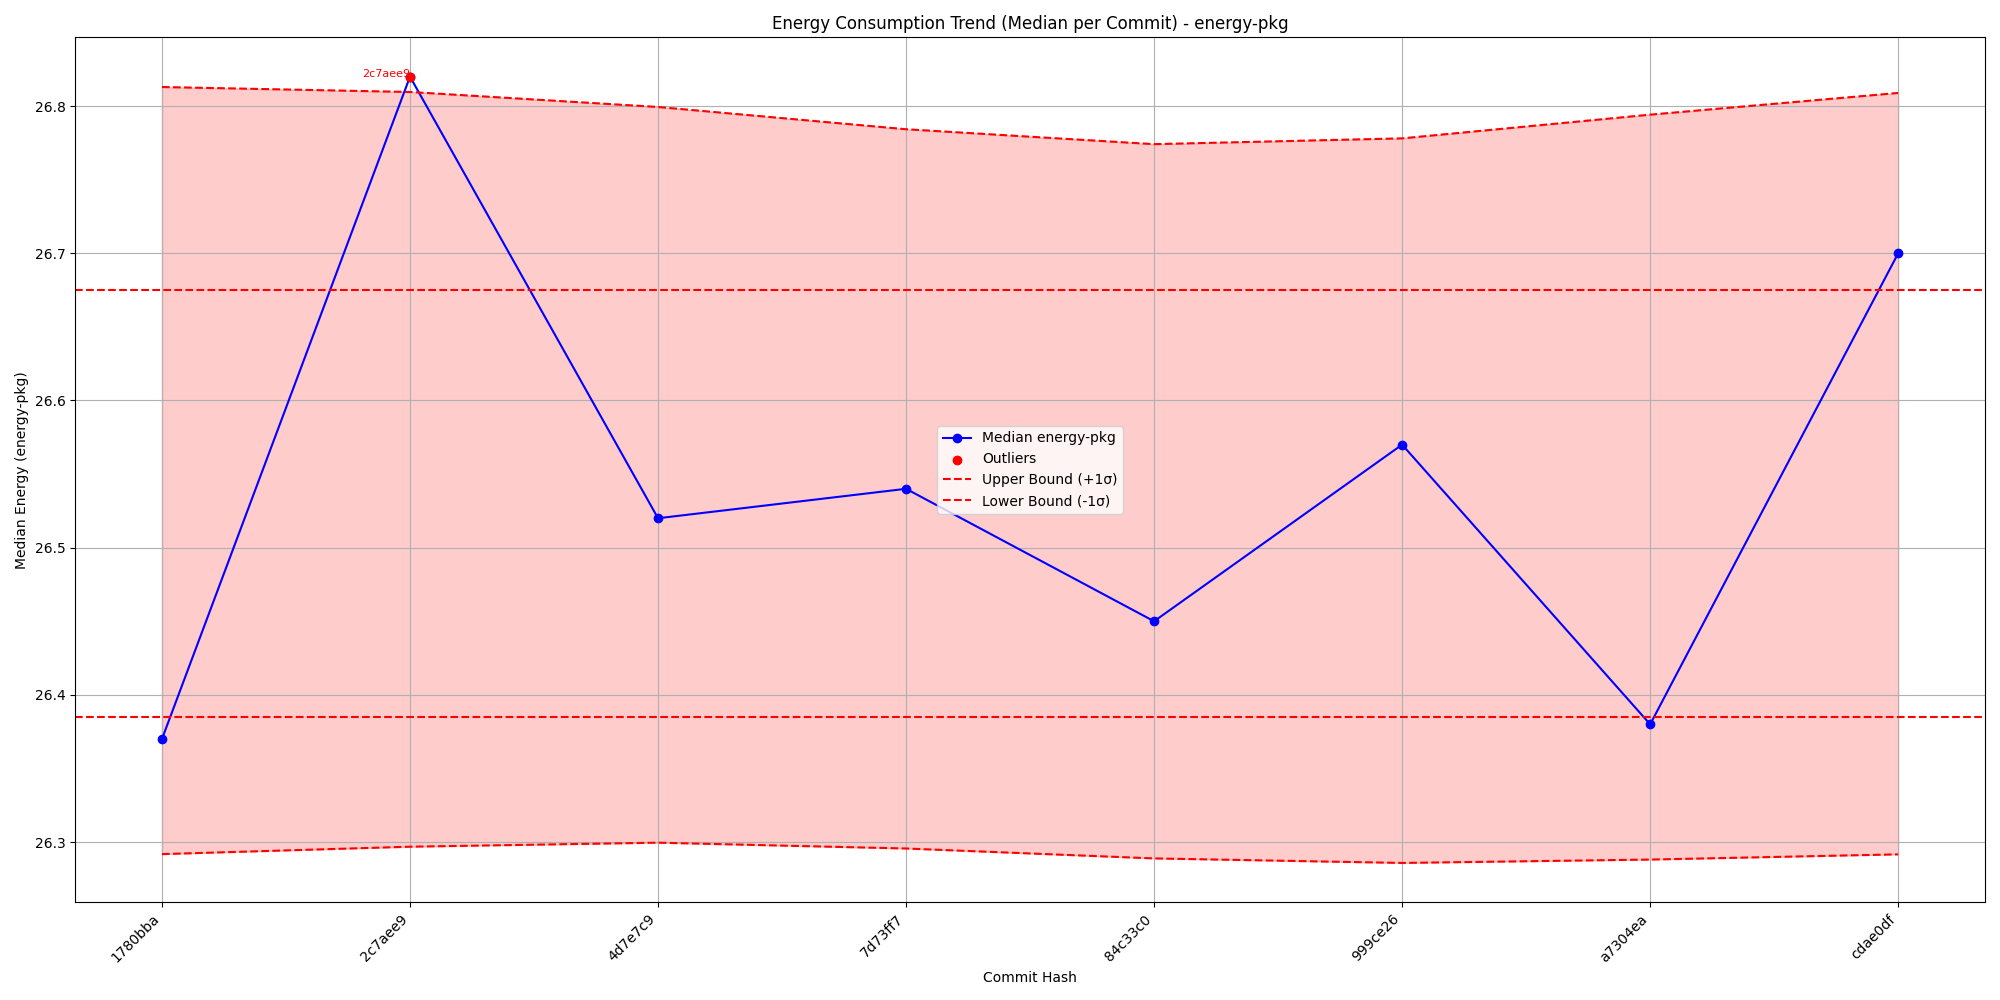 Energy Consumption Trend (Median per Commit) - energy-pkg
Median Energy (energy-pkg)
26.8
26.7
26.6
26.5
26.4
26.3
2c7aee9
Median energy-pkg
Outliers
Upper Bound (+1σ)
Lower Bound (-1σ)
1780bba
2c7aee9
4d7e7c9
7d73ff7
84c33c0
999ce26
a7304ea
cdae0df
Commit Hash